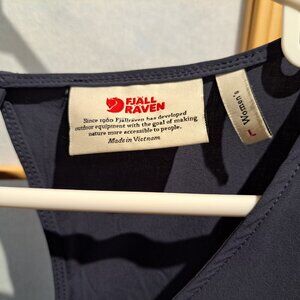 FJÄLL
RÄVEN
Since 1960 Fjällräven has developed
outdoor equipment with the goal of making
nature more accessible to people.
Made in Vietnam
Women's
L